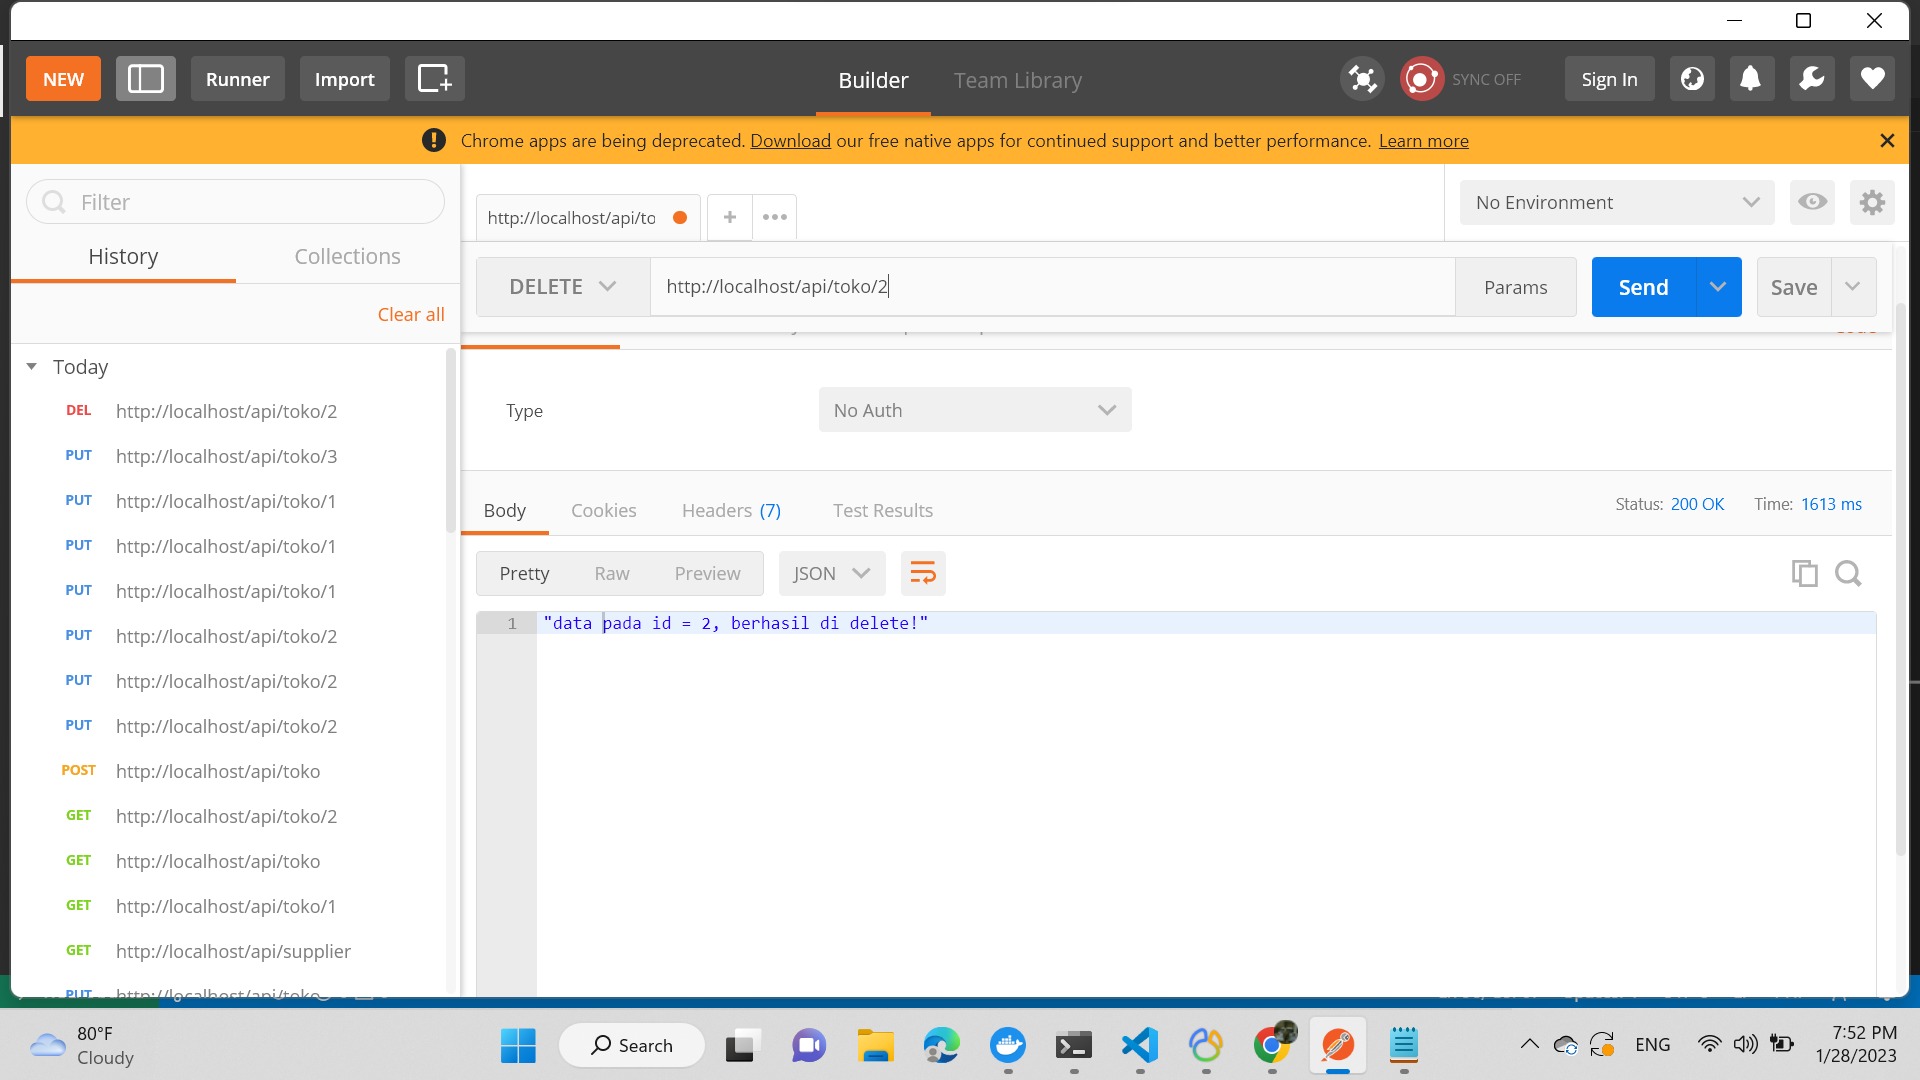 NEW
Runner
Import
Builder
Team Library
SYNC OFF
Sign In
Chrome apps are being deprecated. Download our free native apps for continued support and better performance. Learn more
Filter
History
Collections
Clear all
Today
DEL http://localhost/api/toko/2
PUT http://localhost/api/toko/3
PUT http://localhost/api/toko/1
PUT http://localhost/api/toko/1
PUT http://localhost/api/toko/1
PUT http://localhost/api/toko/2
PUT http://localhost/api/toko/2
PUT http://localhost/api/toko/2
POST http://localhost/api/toko
GET http://localhost/api/toko/2
GET http://localhost/api/toko
GET http://localhost/api/toko/1
GET http://localhost/api/supplier
PUT http://localhost/api/toko
http://localhost/api/to
No Environment
DELETE
http://localhost/api/toko/2
Params
Send
Save
Type
No Auth
Body
Cookies
Headers (7)
Test Results
Status: 200 OK
Time: 1613 ms
Pretty
Raw
Preview
JSON
1 "data pada id = 2, berhasil di delete!"
80°F
Cloudy
Search
ENG
7:52 PM
1/28/2023